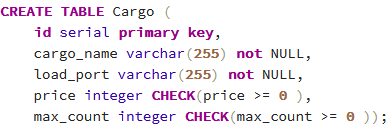 CREATE TABLE Cargo (
    id serial primary key,
    cargo_name varchar(255) not NULL,
    load_port varchar(255) not NULL,
    price integer CHECK(price >= 0 ),
    max_count integer CHECK(max_count >= 0 ));